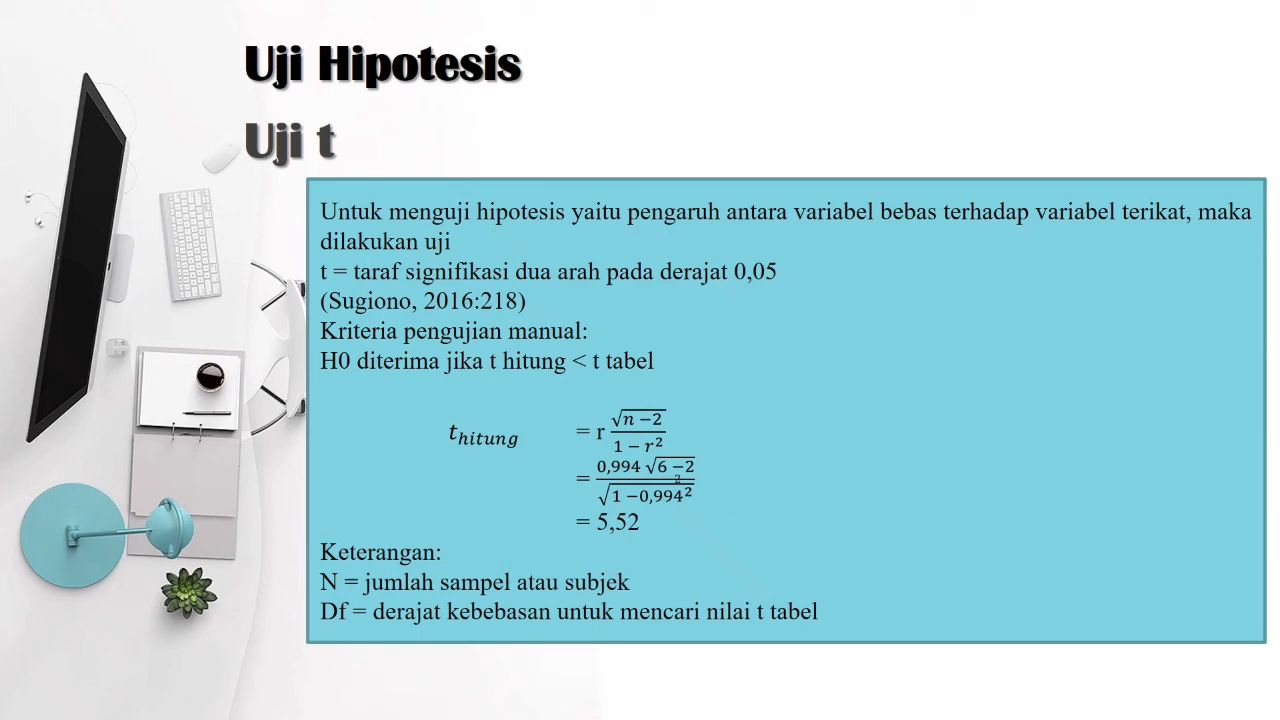 Uji Hipotesis
Uji t
Untuk menguji hipotesis yaitu pengaruh antara variabel bebas terhadap variabel terikat, maka
dilakukan uji
t = taraf signifikasi dua arah pada derajat 0,05
(Sugiono, 2016:218)
Kriteria pengujian manual:
H0 diterima jika t hitung < t tabel
t_hitung = r √(n −2) / (1 − r²)
= 0,994 √(6 −2) / √(1 −0,994²)
2
= 5,52
Keterangan:
N = jumlah sampel atau subjek
Df = derajat kebebasan untuk mencari nilai t tabel